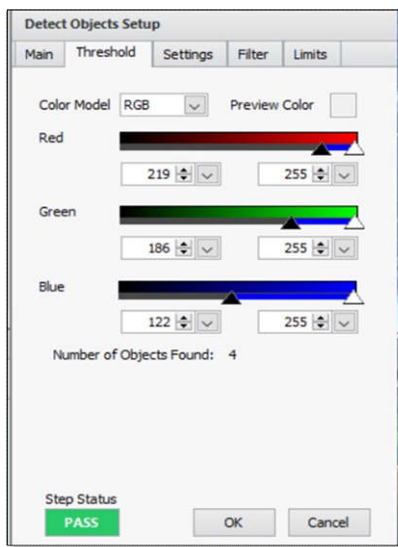 Detect Objects Setup
Main Threshold Settings Filter Limits
Color Model RGB Preview Color
Red
219 255
Green
186 255
Blue
122 255
Number of Objects Found: 4
Step Status
PASS OK Cancel